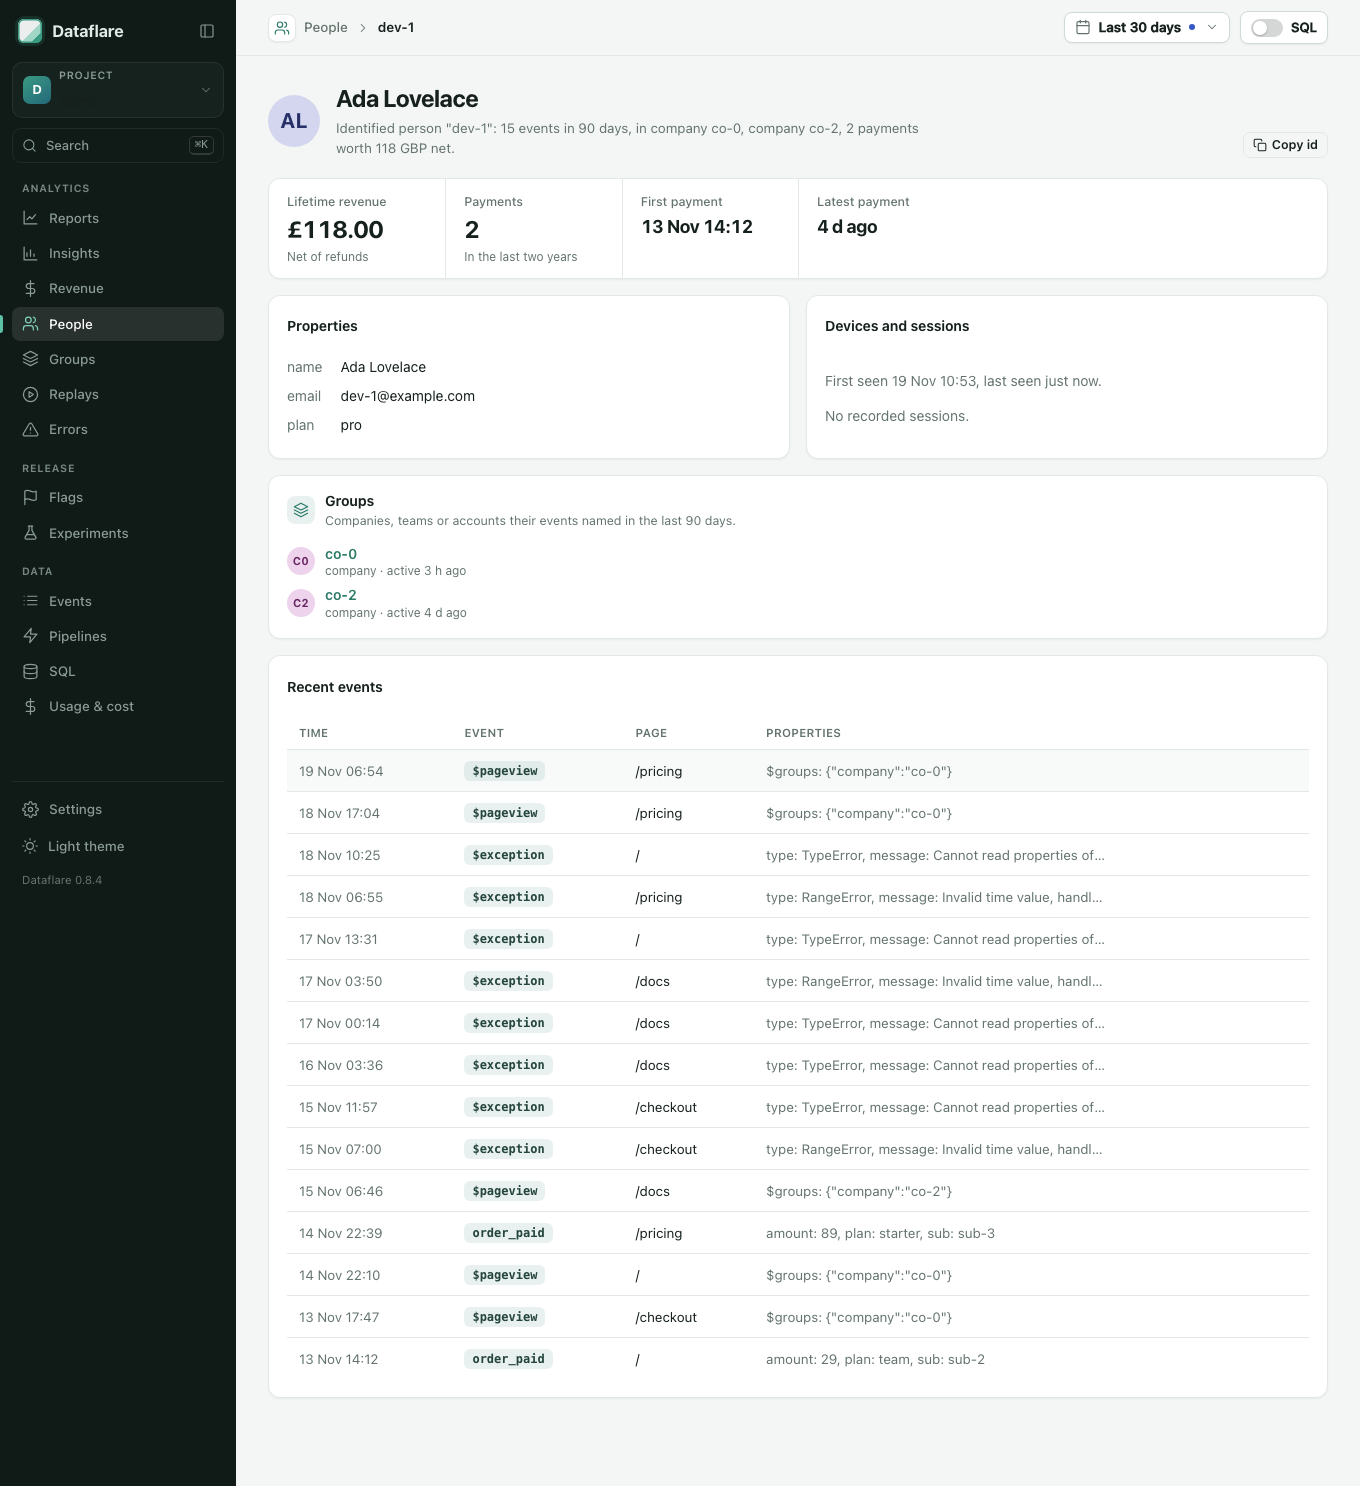 Dataflare
PROJECT
D
Search ⌘K
ANALYTICS
Reports
Insights
Revenue
People
Groups
Replays
Errors
RELEASE
Flags
Experiments
DATA
Events
Pipelines
SQL
Usage & cost
Settings
Light theme
Dataflare 0.8.4
People > dev-1
Last 30 days
SQL
AL
Ada Lovelace
Identified person "dev-1": 15 events in 90 days, in company co-0, company co-2, 2 payments
worth 118 GBP net.
Copy id
Lifetime revenue
£118.00
Net of refunds
Payments
2
In the last two years
First payment
13 Nov 14:12
Latest payment
4 d ago
Properties
name Ada Lovelace
email dev-1@example.com
plan pro
Devices and sessions
First seen 19 Nov 10:53, last seen just now.
No recorded sessions.
Groups
Companies, teams or accounts their events named in the last 90 days.
C0 co-0
company · active 3 h ago
C2 co-2
company · active 4 d ago
Recent events
TIME EVENT PAGE PROPERTIES
19 Nov 06:54 $pageview /pricing $groups: {"company":"co-0"}
18 Nov 17:04 $pageview /pricing $groups: {"company":"co-0"}
18 Nov 10:25 $exception / type: TypeError, message: Cannot read properties of…
18 Nov 06:55 $exception /pricing type: RangeError, message: Invalid time value, handl…
17 Nov 13:31 $exception / type: TypeError, message: Cannot read properties of…
17 Nov 03:50 $exception /docs type: RangeError, message: Invalid time value, handl…
17 Nov 00:14 $exception /docs type: TypeError, message: Cannot read properties of…
16 Nov 03:36 $exception /docs type: TypeError, message: Cannot read properties of…
15 Nov 11:57 $exception /checkout type: TypeError, message: Cannot read properties of…
15 Nov 07:00 $exception /checkout type: RangeError, message: Invalid time value, handl…
15 Nov 06:46 $pageview /docs $groups: {"company":"co-2"}
14 Nov 22:39 order_paid /pricing amount: 89, plan: starter, sub: sub-3
14 Nov 22:10 $pageview / $groups: {"company":"co-0"}
13 Nov 17:47 $pageview /checkout $groups: {"company":"co-0"}
13 Nov 14:12 order_paid / amount: 29, plan: team, sub: sub-2